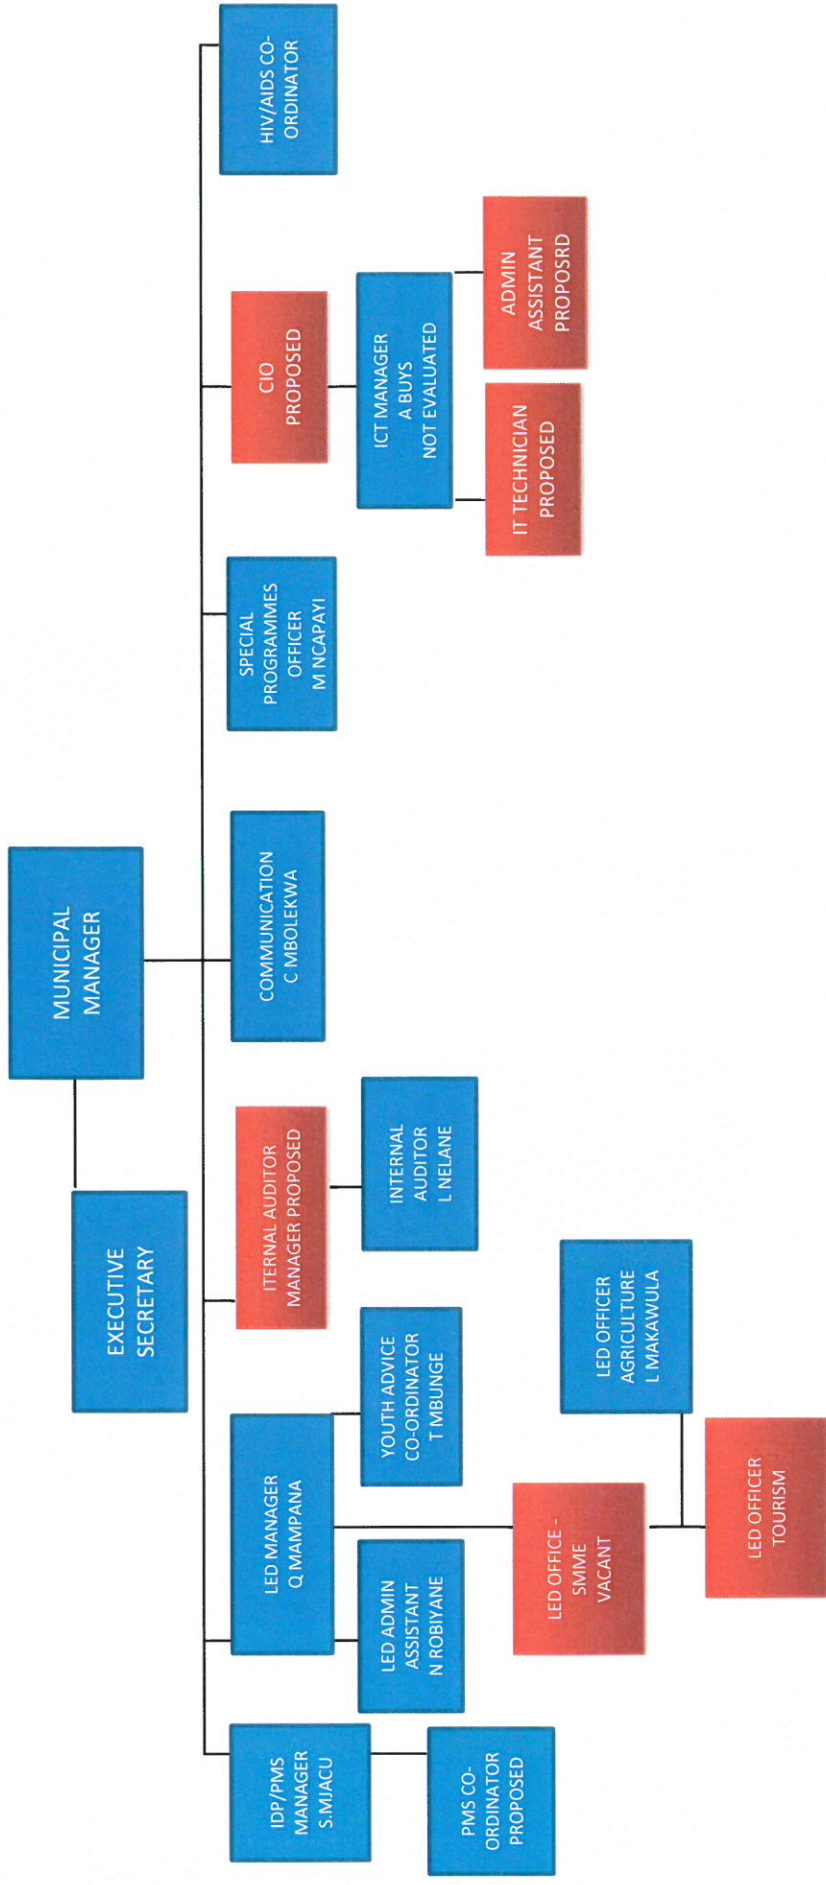 MUNICIPAL
MANAGER
EXECUTIVE
SECRETARY
IDP/PMS
MANAGER
S.MJACU
LED MANAGER
Q MAMPANA
ITERNAL AUDITOR
MANAGER PROPOSED
COMMUNICATION
C MBOLEKWA
SPECIAL
PROGRAMMES
OFFICER
M NCAPAYI
CIO
PROPOSED
HIV/AIDS CO-
ORDINATOR
PMS CO-
ORDINATOR
PROPOSED
LED ADMIN
ASSISTANT
N ROBIYANE
YOUTH ADVICE
CO-ORDINATOR
T MBUNGE
INTERNAL
AUDITOR
L NELANE
ICT MANAGER
A BUYS
NOT EVALUATED
LED OFFICE -
SMME
VACANT
LED OFFICER
AGRICULTURE
L MAKAWULA
IT TECHNICIAN
PROPOSED
ADMIN
ASSISTANT
PROPOSRD
LED OFFICER
TOURISM